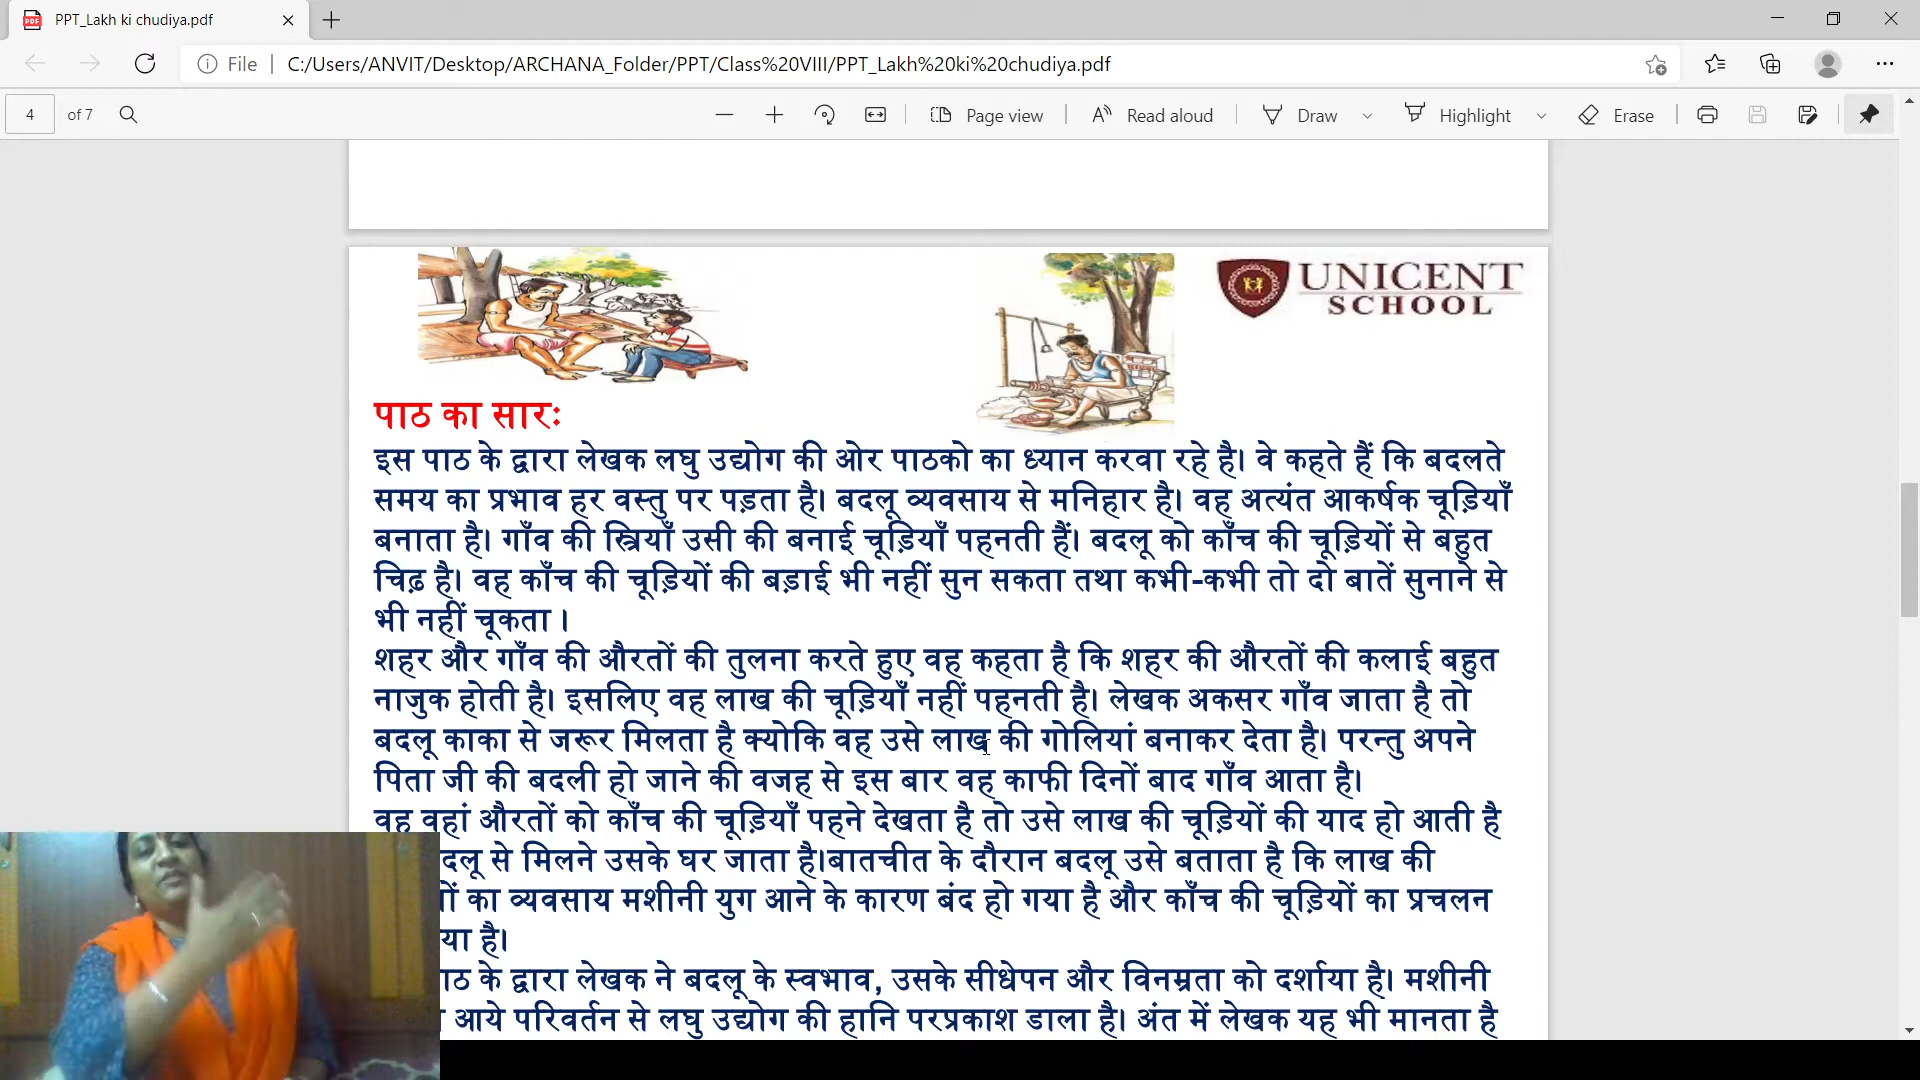 PPT_Lakh ki chudiya.pdf
File
C:/Users/ANVIT/Desktop/ARCHANA_Folder/PPT/Class%20VIII/PPT_Lakh%20ki%20chudiya.pdf
4 of 7 Page view Read aloud Draw Highlight Erase
UNICENT
SCHOOL
पाठ का सारः
इस पाठ के द्वारा लेखक लघु उद्योग की ओर पाठको का ध्यान करवा रहे है। वे कहते हैं कि बदलते
समय का प्रभाव हर वस्तु पर पड़ता है। बदलू व्यवसाय से मनिहार है। वह अत्यंत आकर्षक चूड़ियाँ
बनाता है। गाँव की स्त्रियाँ उसी की बनाई चूड़ियाँ पहनती हैं। बदलू को काँच की चूड़ियों से बहुत
चिढ़ है। वह काँच की चूड़ियों की बड़ाई भी नहीं सुन सकता तथा कभी-कभी तो दो बातें सुनाने से
भी नहीं चूकता ।
शहर और गाँव की औरतों की तुलना करते हुए वह कहता है कि शहर की औरतों की कलाई बहुत
नाजुक होती है। इसलिए वह लाख की चूड़ियाँ नहीं पहनती है। लेखक अकसर गाँव जाता है तो
बदलू काका से जरूर मिलता है क्योकि वह उसे लाख की गोलियां बनाकर देता है। परन्तु अपने
पिता जी की बदली हो जाने की वजह से इस बार वह काफी दिनों बाद गाँव आता है।
वह वहां औरतों को काँच की चूड़ियाँ पहने देखता है तो उसे लाख की चूड़ियों की याद हो आती है
दलू से मिलने उसके घर जाता है।बातचीत के दौरान बदलू उसे बताता है कि लाख की
ों का व्यवसाय मशीनी युग आने के कारण बंद हो गया है और काँच की चूड़ियों का प्रचलन
या है।
ाठ के द्वारा लेखक ने बदलू के स्वभाव, उसके सीधेपन और विनम्रता को दर्शाया है। मशीनी
आये परिवर्तन से लघु उद्योग की हानि परप्रकाश डाला है। अंत में लेखक यह भी मानता है